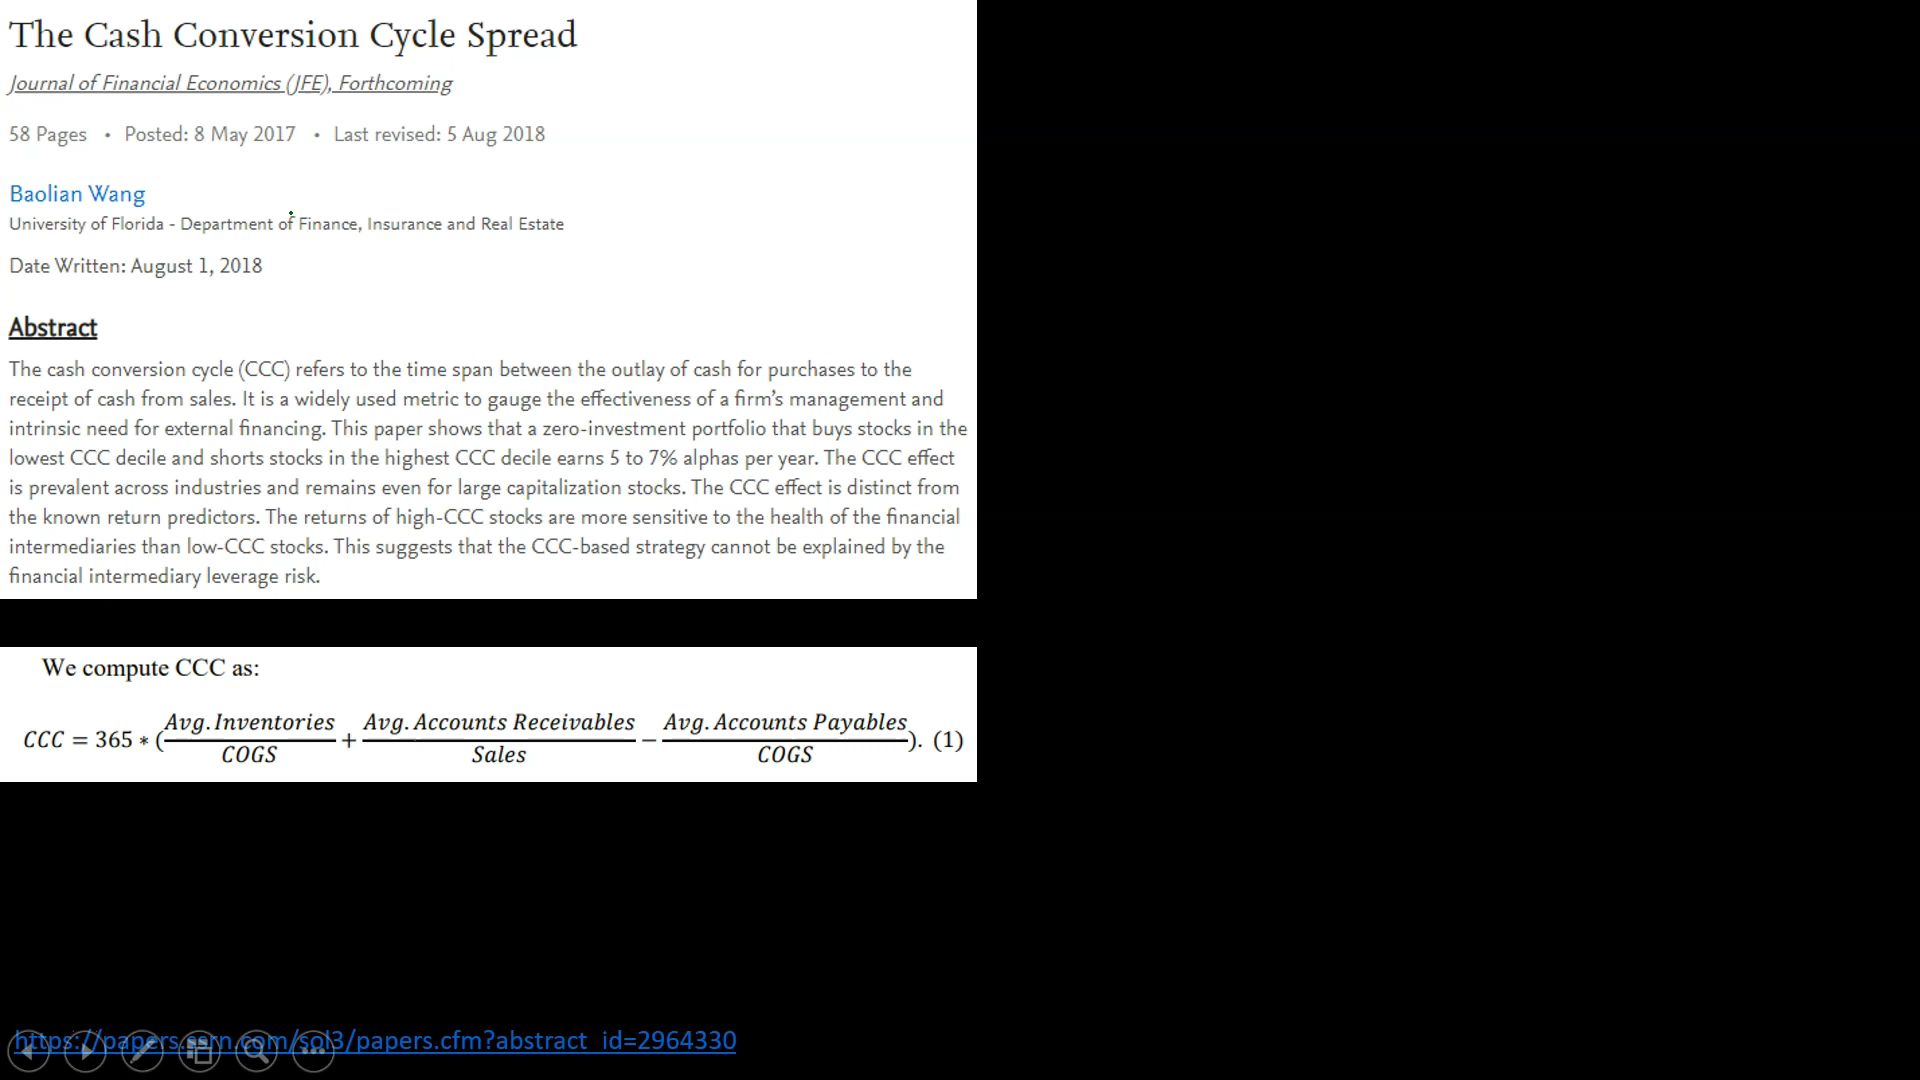 The Cash Conversion Cycle Spread
Journal of Financial Economics (JFE), Forthcoming
58 Pages • Posted: 8 May 2017 • Last revised: 5 Aug 2018
Baolian Wang
University of Florida - Department of Finance, Insurance and Real Estate
Date Written: August 1, 2018
Abstract
The cash conversion cycle (CCC) refers to the time span between the outlay of cash for purchases to the
receipt of cash from sales. It is a widely used metric to gauge the effectiveness of a firm's management and
intrinsic need for external financing. This paper shows that a zero-investment portfolio that buys stocks in the
lowest CCC decile and shorts stocks in the highest CCC decile earns 5 to 7% alphas per year. The CCC effect
is prevalent across industries and remains even for large capitalization stocks. The CCC effect is distinct from
the known return predictors. The returns of high-CCC stocks are more sensitive to the health of the financial
intermediaries than low-CCC stocks. This suggests that the CCC-based strategy cannot be explained by the
financial intermediary leverage risk.
We compute CCC as:
CCC = 365 * (Avg. Inventories / COGS + Avg. Accounts Receivables / Sales − Avg. Accounts Payables / COGS). (1)
https://papers.ssrn.com/sol3/papers.cfm?abstract_id=2964330